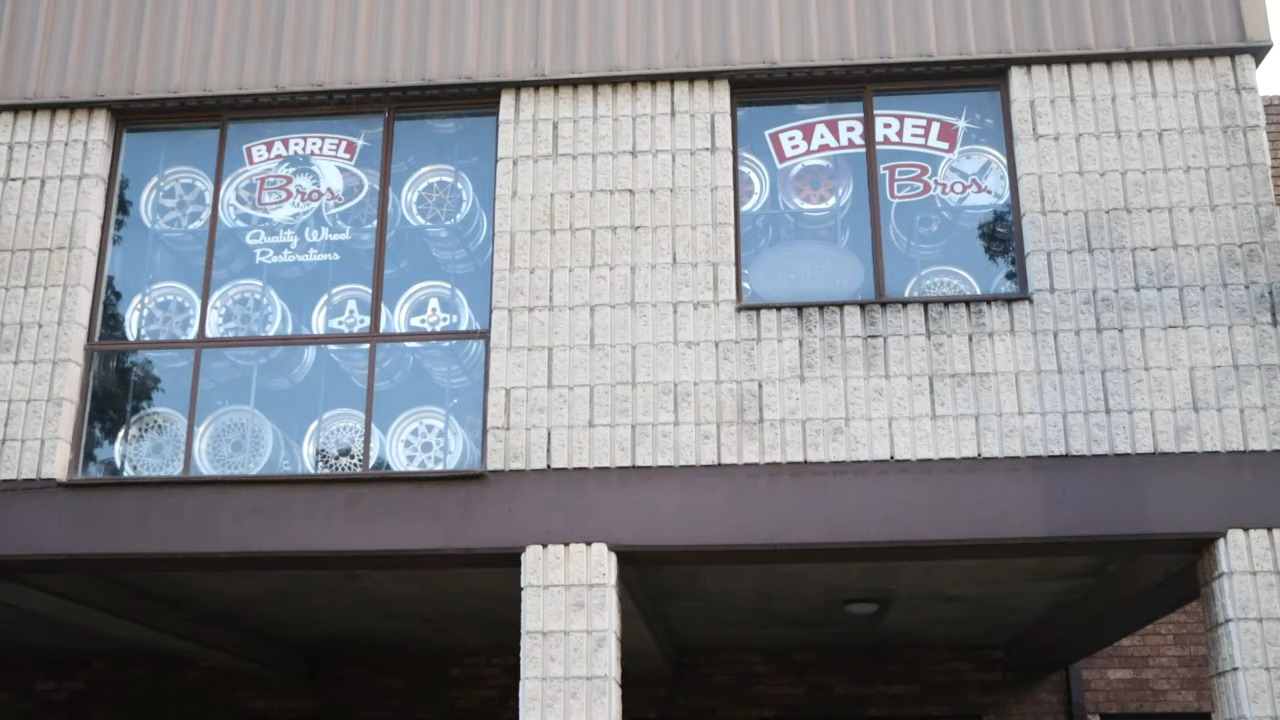 BARREL
Bros.
Quality Wheel
Restorations
BARREL
Bros.